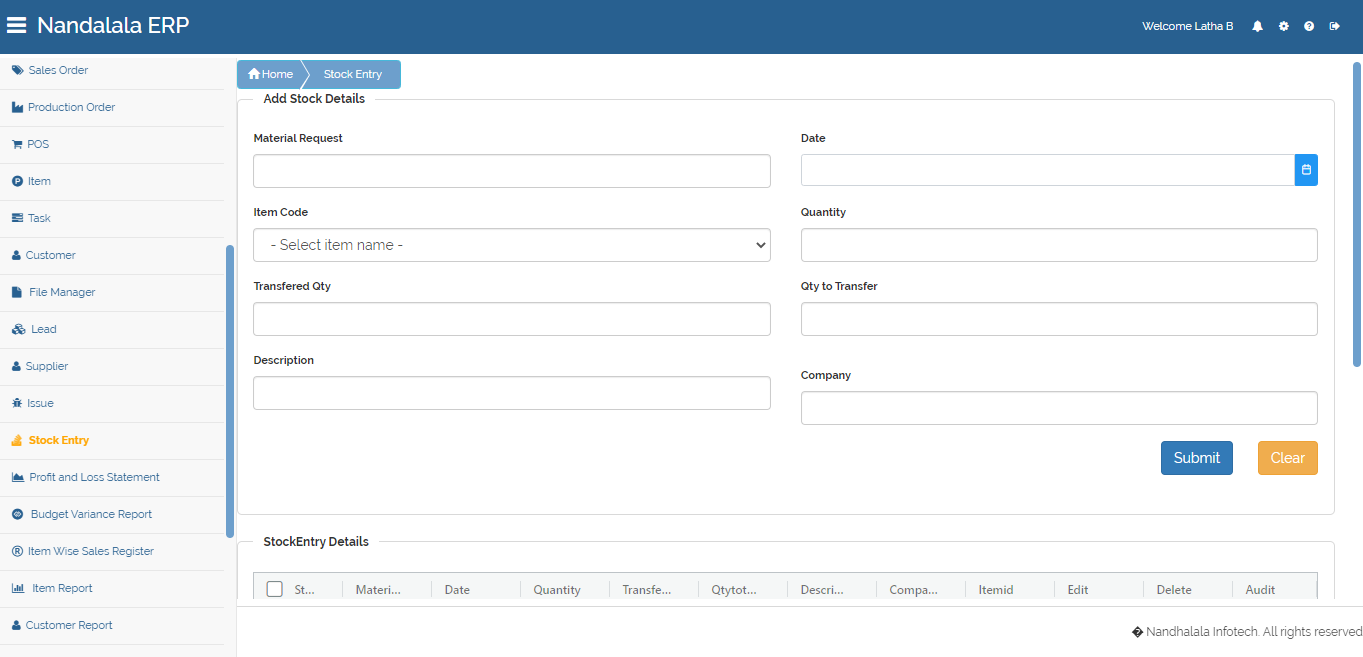 Nandalala ERP
Welcome Latha B
Sales Order
Production Order
POS
Item
Task
Customer
File Manager
Lead
Supplier
Issue
Stock Entry
Profit and Loss Statement
Budget Variance Report
Item Wise Sales Register
Item Report
Customer Report
Home
Stock Entry
Add Stock Details
Material Request
Date
Item Code
Quantity
- Select item name -
Transfered Qty
Qty to Transfer
Description
Company
Submit
Clear
StockEntry Details
St... Materi... Date Quantity Transfe... Qtytot... Descri... Compa... Itemid Edit Delete Audit
� Nandhalala Infotech. All rights reserved